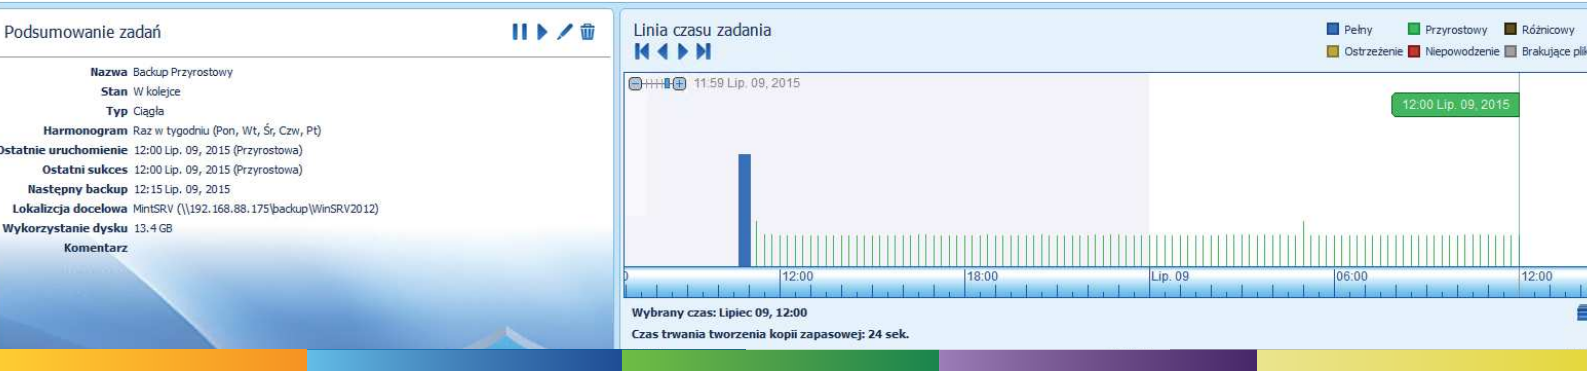 Podsumowanie zadań
Nazwa Backup Przyrostowy
Stan W kolejce
Typ Ciągła
Harmonogram Raz w tygodniu (Pon, Wt, Śr, Czw, Pt)
Ostatnie uruchomienie 12:00 Lip. 09, 2015 (Przyrostowa)
Ostatni sukces 12:00 Lip. 09, 2015 (Przyrostowa)
Następny backup 12:15 Lip. 09, 2015
Lokalizcja docelowa MintSRV (\\192.168.88.175\backup\WinSRV2012)
Wykorzystanie dysku 13.4 GB
Komentarz
Linia czasu zadania
Pełny Przyrostowy Różnicowy
Ostrzeżenie Niepowodzenie Brakujące plik
11:59 Lip. 09, 2015
12:00 Lip. 09, 2015
12:00 18:00 Lip. 09 06:00 12:00
Wybrany czas: Lipiec 09, 12:00
Czas trwania tworzenia kopii zapasowej: 24 sek.